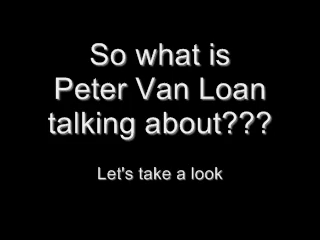 So what is
Peter Van Loan
talking about???
Let's take a look